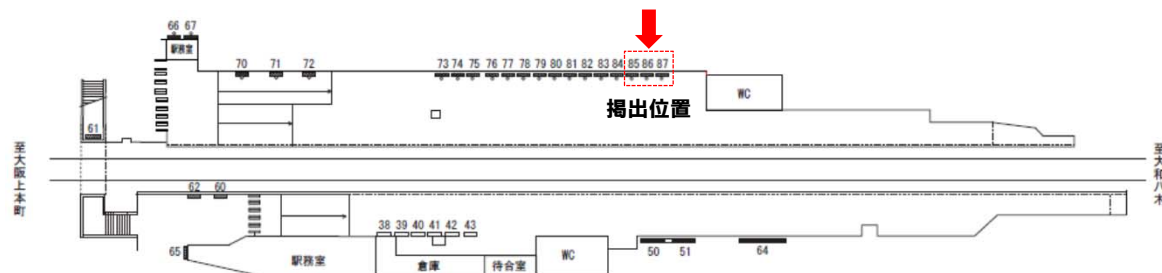 66 67
駅務室
70 71 72
73 74 75 76 77 78 79 80 81 82 83 84 85 86 87
WC
掲出位置
61
至大阪上本町
至大和八木
62 60
38 39 40 41 42 43
65
駅務室
倉庫
待合室
WC
50 51
64